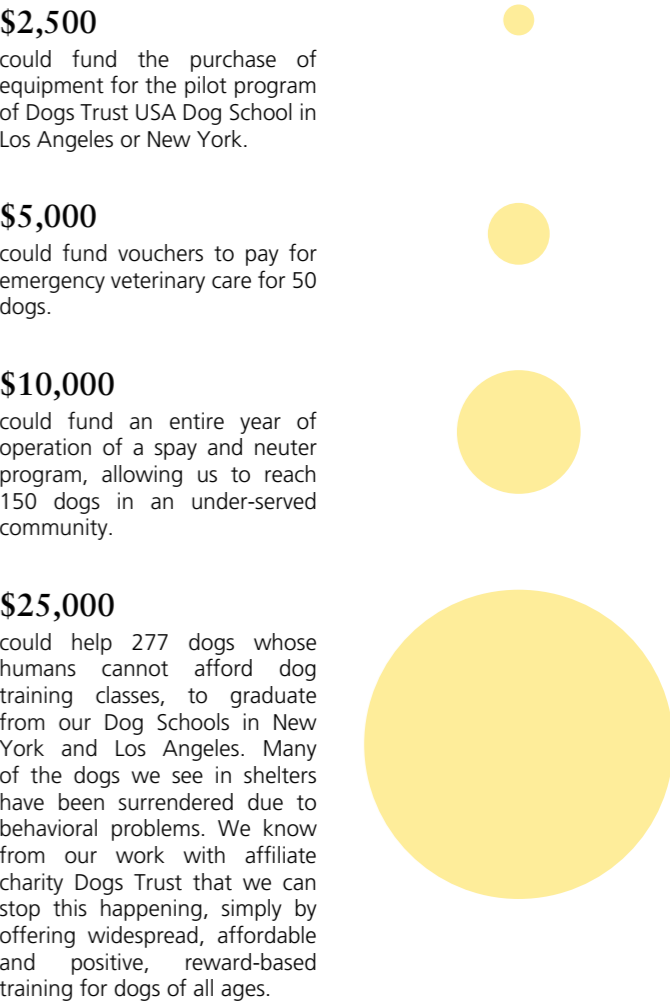 $2,500
could fund the purchase of
equipment for the pilot program
of Dogs Trust USA Dog School in
Los Angeles or New York.
$5,000
could fund vouchers to pay for
emergency veterinary care for 50
dogs.
$10,000
could fund an entire year of
operation of a spay and neuter
program, allowing us to reach
150 dogs in an under-served
community.
$25,000
could help 277 dogs whose
humans cannot afford dog
training classes, to graduate
from our Dog Schools in New
York and Los Angeles. Many
of the dogs we see in shelters
have been surrendered due to
behavioral problems. We know
from our work with affiliate
charity Dogs Trust that we can
stop this happening, simply by
offering widespread, affordable
and positive, reward-based
training for dogs of all ages.